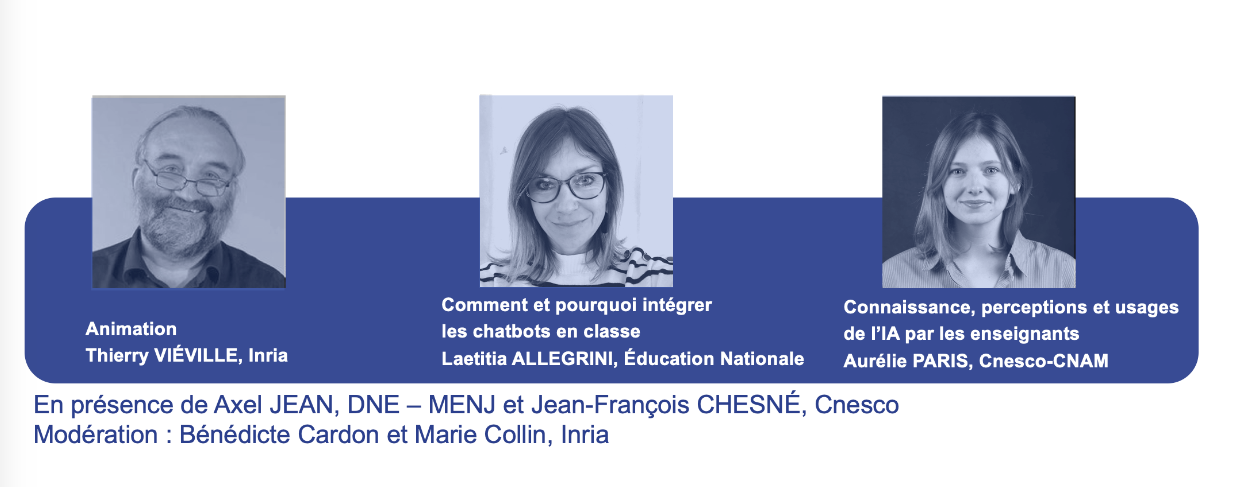 Animation
Thierry VIÉVILLE, Inria
Comment et pourquoi intégrer
les chatbots en classe
Laetitia ALLEGRINI, Éducation Nationale
Connaissance, perceptions et usages
de l’IA par les enseignants
Aurélie PARIS, Cnesco-CNAM
En présence de Axel JEAN, DNE – MENJ et Jean-François CHESNÉ, Cnesco
Modération : Bénédicte Cardon et Marie Collin, Inria